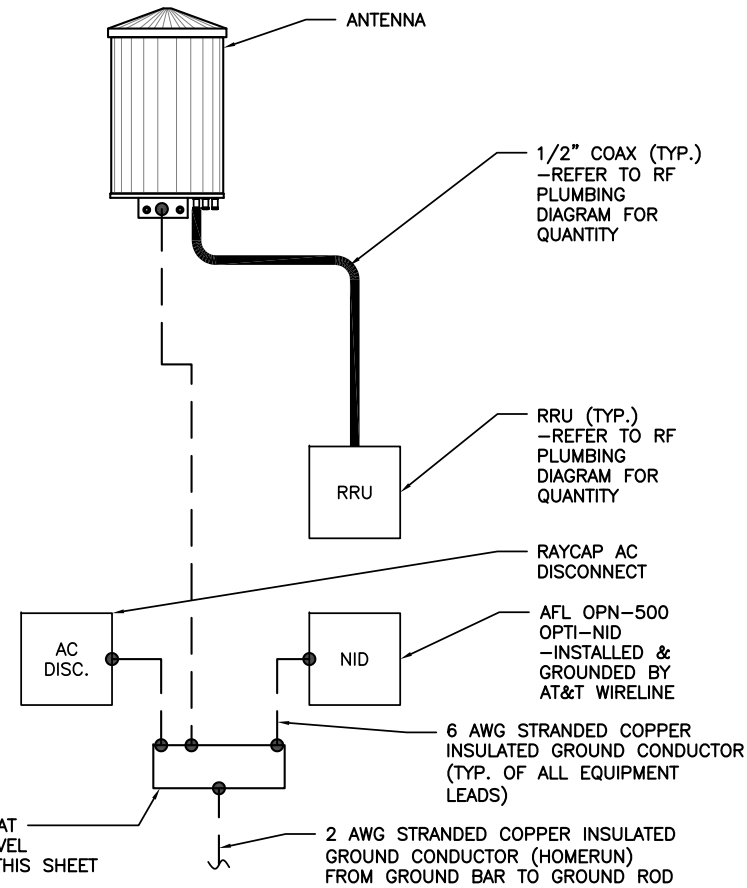 ANTENNA
1/2" COAX (TYP.)
-REFER TO RF
PLUMBING
DIAGRAM FOR
QUANTITY
RRU (TYP.)
-REFER TO RF
PLUMBING
DIAGRAM FOR
QUANTITY
RRU
RAYCAP AC
DISCONNECT
AC
DISC.
NID
AFL OPN-500
OPTI-NID
-INSTALLED &
GROUNDED BY
AT&T WIRELINE
6 AWG STRANDED COPPER
INSULATED GROUND CONDUCTOR
(TYP. OF ALL EQUIPMENT
LEADS)
AT
THIS SHEET
2 AWG STRANDED COPPER INSULATED
GROUND CONDUCTOR (HOMERUN)
FROM GROUND BAR TO GROUND ROD